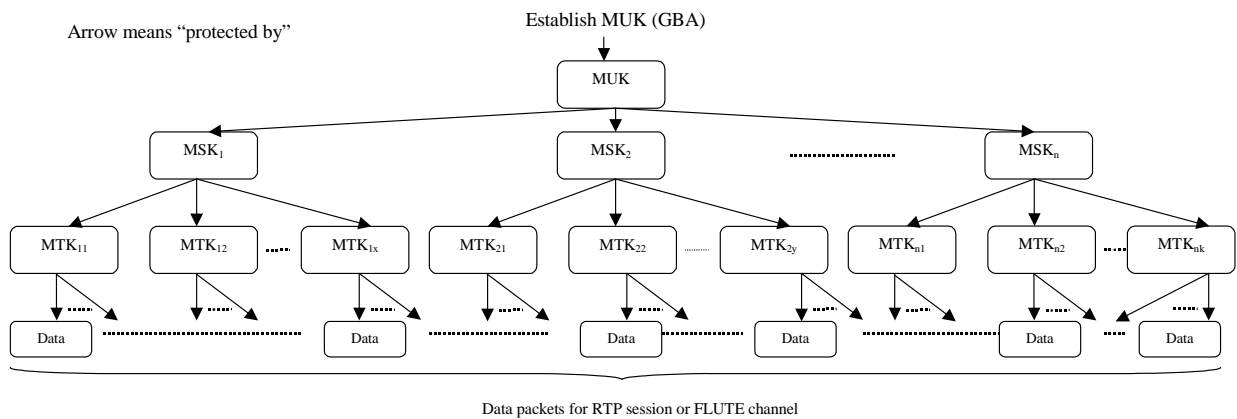 Establish MUK (GBA)
Arrow means “protected by”
MUK
MSK₁ MSK₂ MSKₙ
MTK₁₁ MTK₁₂ MTK₁ₓ MTK₂₁ MTK₂₂ MTK₂ᵧ MTKₙ₁ MTKₙ₂ MTKₙₖ
Data Data Data Data Data Data
Data packets for RTP session or FLUTE channel